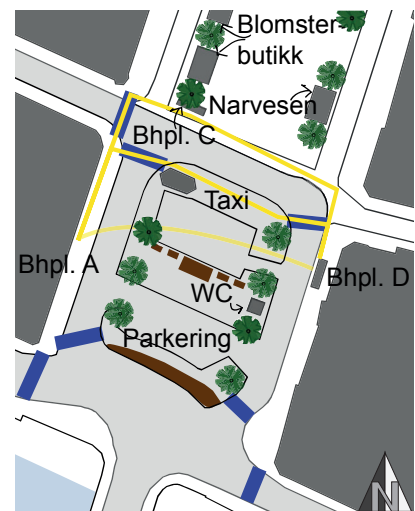 Blomster-
butikk
Narvesen
Bhpl. C
Taxi
Bhpl. A
Bhpl. D
WC
Parkering
N